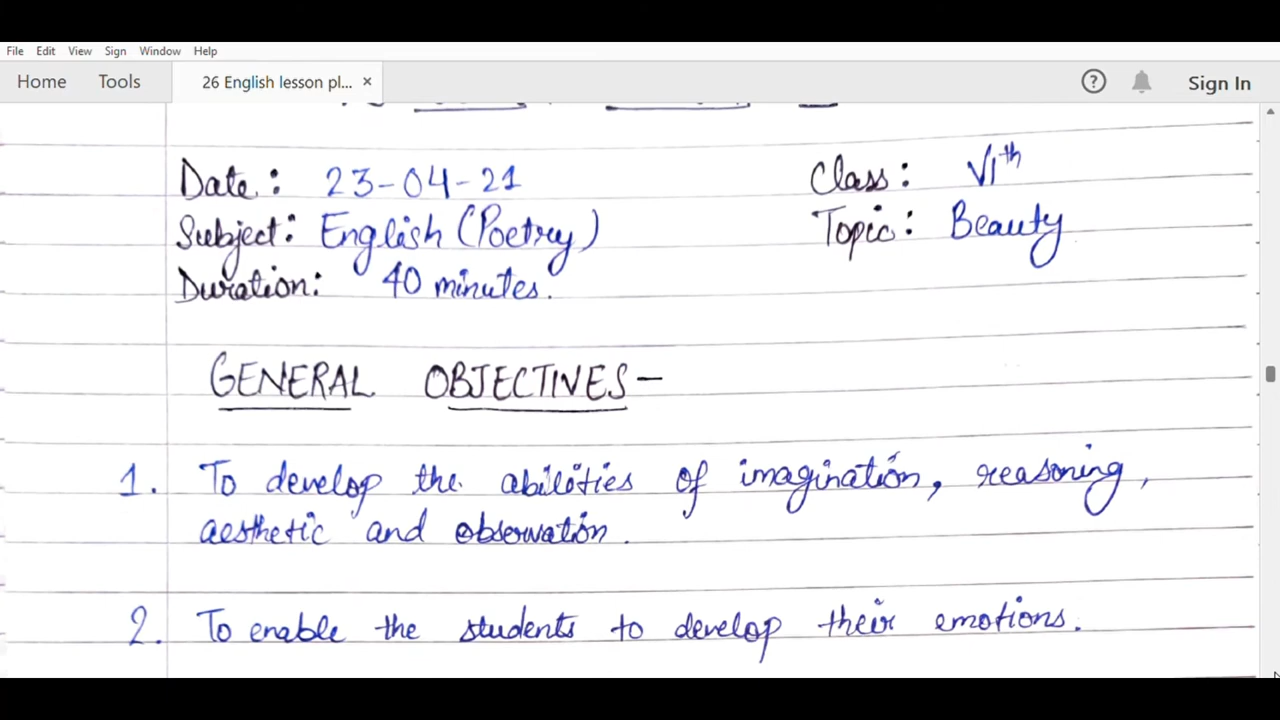 File Edit View Sign Window Help
Home Tools 26 English lesson pl... × ? Sign In
Date: 23-04-21 Class: VIth
Subject: English (Poetry) Topic: Beauty
Duration: 40 minutes.
GENERAL OBJECTIVES-
1. To develop the abilities of imagination, reasoning,
aesthetic and observation.
2. To enable the students to develop their emotions.